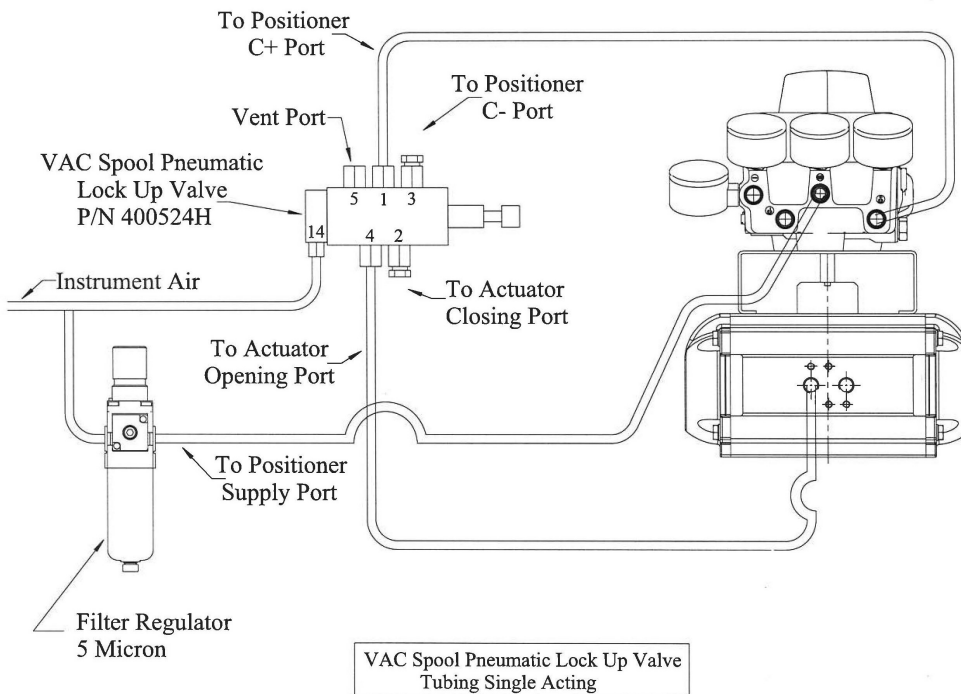 To Positioner
C+ Port
To Positioner
C- Port
Vent Port
VAC Spool Pneumatic
Lock Up Valve
P/N 400524H
5 1 3
14 4 2
Instrument Air
To Actuator
Closing Port
To Actuator
Opening Port
To Positioner
Supply Port
Filter Regulator
5 Micron
VAC Spool Pneumatic Lock Up Valve
Tubing Single Acting